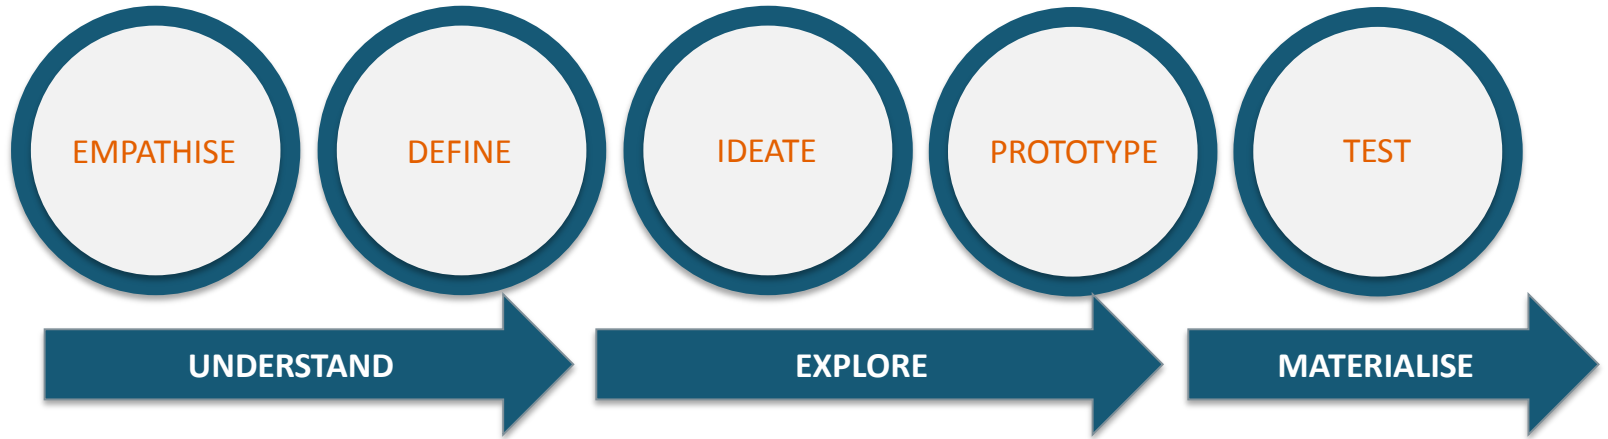 EMPATHISE
DEFINE
IDEATE
PROTOTYPE
TEST
UNDERSTAND
EXPLORE
MATERIALISE